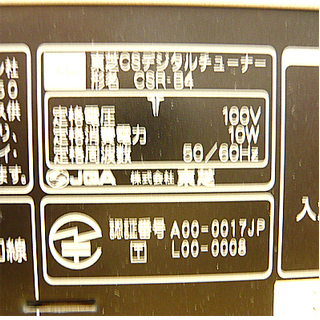 東芝CSデジタルチューナー
形名 CSR-B4
定格電圧 100V
定格消費電力 10W
定格周波数 50/60Hz
JQA 株式会社 東芝
認証番号 A00-0017JP
T L00-0008
入